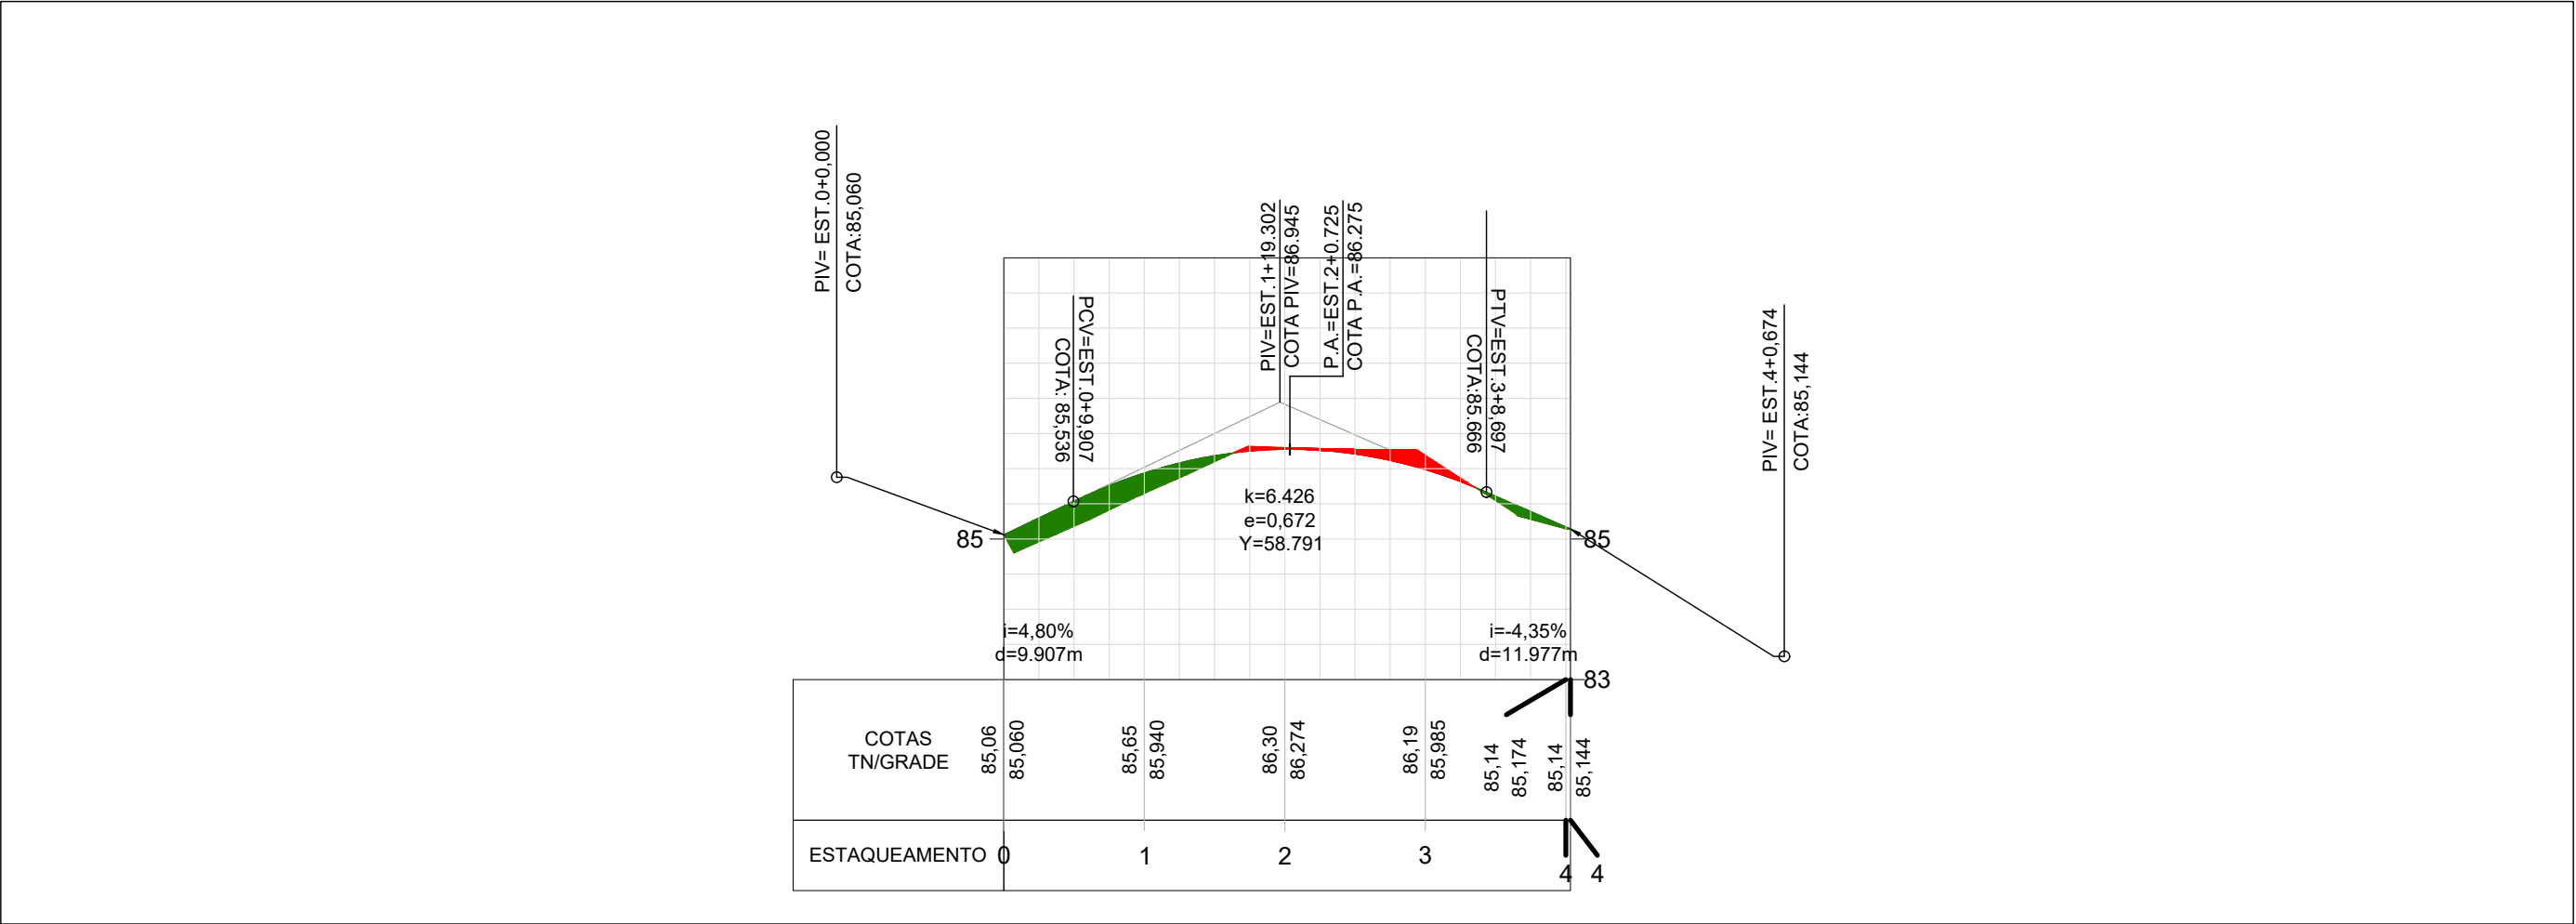 PIV= EST.0+0,000
COTA:85,060
PCV=EST.0+9,907
COTA: 85,536
PIV=EST.1+19.302
COTA PIV=86.945
P.A.=EST.2+0.725
COTA P.A.=86.275
PTV=EST.3+8,697
COTA:85.666
PIV= EST.4+0,674
COTA:85,144
k=6.426
e=0,672
Y=58.791
85
85
i=4,80%
d=9.907m
i=-4,35%
d=11.977m
83
COTAS
TN/GRADE
85,06
85,060
85,65
85,940
86,30
86,274
86,19
85,985
85,14
85,174
85,14
85,144
ESTAQUEAMENTO
0
1
2
3
4
4